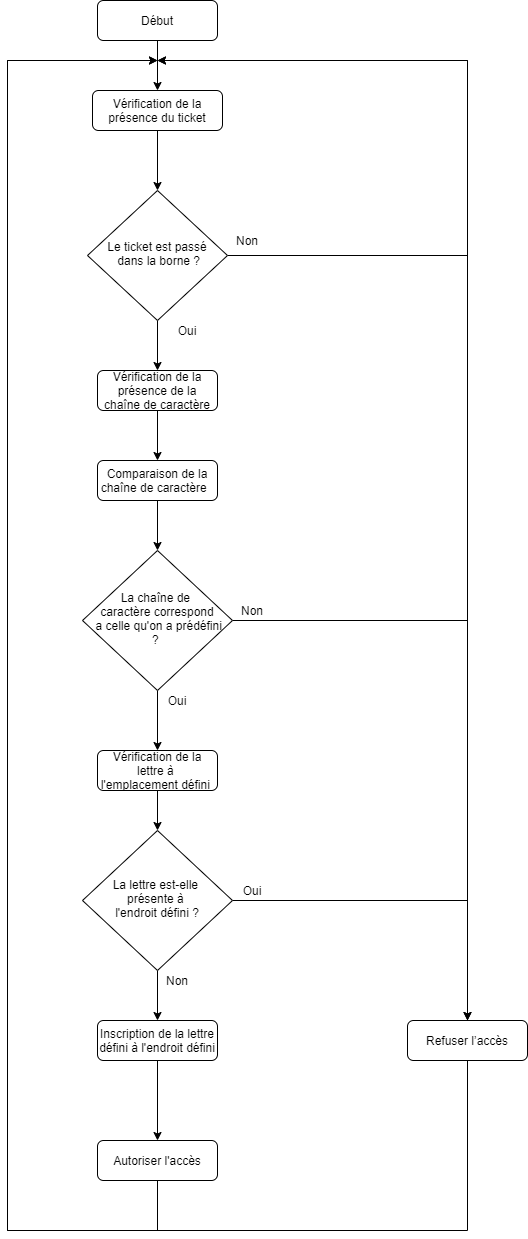 Début
Vérification de la
présence du ticket
Le ticket est passé
dans la borne ?
Non
Oui
Vérification de la
présence de la
chaîne de caractère
Comparaison de la
chaîne de caractère
La chaîne de
caractère correspond
a celle qu'on a prédéfini
?
Non
Oui
Vérification de la
lettre à
l'emplacement défini
La lettre est-elle
présente à
l'endroit défini ?
Oui
Non
Inscription de la lettre
défini à l'endroit défini
Refuser l'accès
Autoriser l'accès